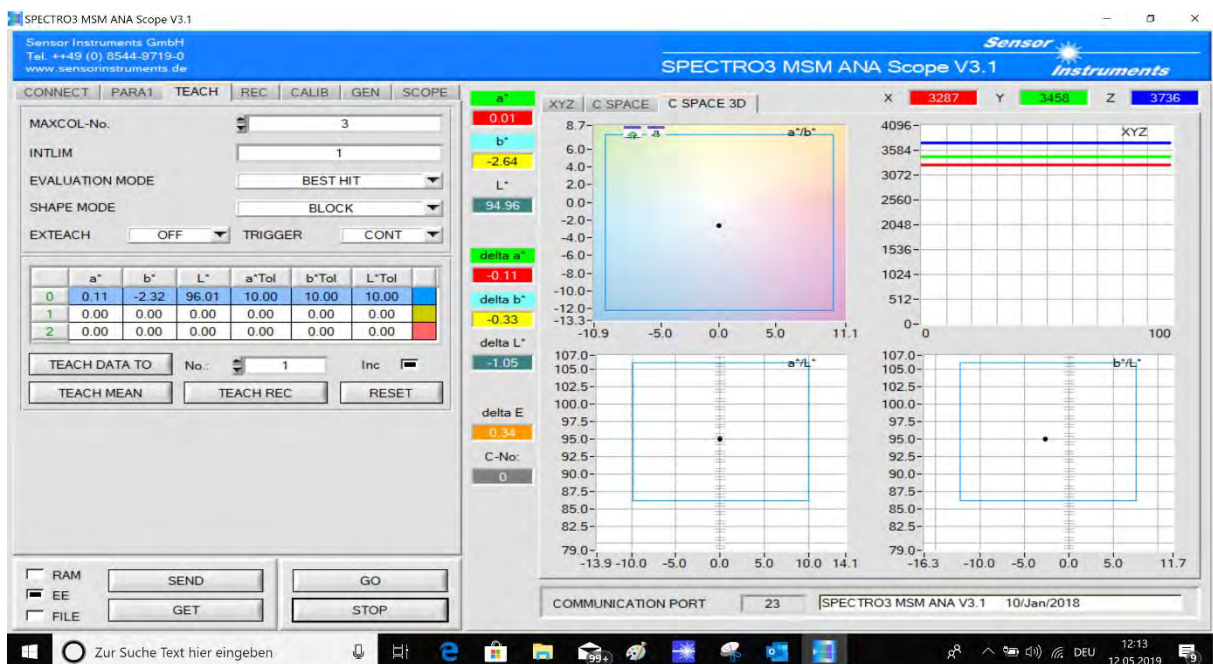 SPECTRO3 MSM ANA Scope V3.1
Sensor Instruments GmbH
Tel. ++49 (0) 8544-9719-0
www.sensorinstruments.de
SPECTRO3 MSM ANA Scope V3.1
Sensor
Instruments
CONNECT PARA1 TEACH REC CALIB GEN SCOPE
MAXCOL-No. 3
INTLIM 1
EVALUATION MODE BEST HIT
SHAPE MODE BLOCK
EXTEACH OFF TRIGGER CONT
a* b* L* a*Tol b*Tol L*Tol
0 0.11 -2.32 96.01 10.00 10.00 10.00
1 0.00 0.00 0.00 0.00 0.00 0.00
2 0.00 0.00 0.00 0.00 0.00 0.00
TEACH DATA TO No.: 1 Inc
TEACH MEAN TEACH REC RESET
RAM
EE
FILE
SEND GO
GET STOP
a*
0.01
b*
-2.64
L*
94.96
delta a*
-0.11
delta b*
-0.33
delta L*
-1.05
delta E
0.34
C-No:
0
XYZ C SPACE C SPACE 3D
X 3287 Y 3458 Z 3736
a*/b*
8.7
6.0
4.0
2.0
0.0
-2.0
-4.0
-6.0
-8.0
-10.0
-12.0
-13.3
-10.9 -5.0 0.0 5.0 11.1
XYZ
4096
3584
3072
2560
2048
1536
1024
512
0
0 100
a*/L*
107.0
105.0
102.5
100.0
97.5
95.0
92.5
90.0
87.5
85.0
82.5
79.0
-13.9 -10.0 -5.0 0.0 5.0 10.0 14.1
b*/L*
107.0
105.0
102.5
100.0
97.5
95.0
92.5
90.0
87.5
85.0
82.5
79.0
-16.3 -10.0 -5.0 0.0 5.0 11.7
COMMUNICATION PORT 23 SPECTRO3 MSM ANA V3.1 10/Jan/2018
Zur Suche Text hier eingeben
99+
DEU
12:13
12.05.2019
9